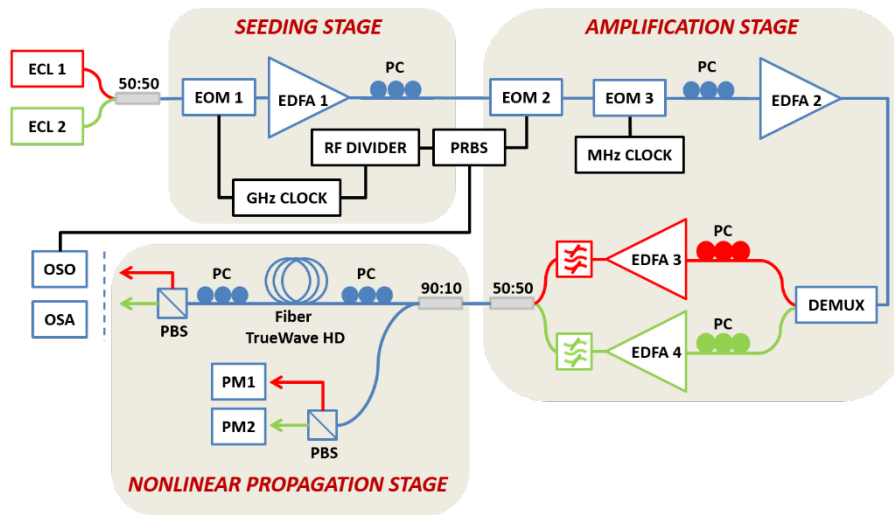 SEEDING STAGE
AMPLIFICATION STAGE
ECL 1
ECL 2
50:50
EOM 1
EDFA 1
PC
EOM 2
EOM 3
PC
EDFA 2
RF DIVIDER
PRBS
MHz CLOCK
GHz CLOCK
OSO
OSA
PBS
PC
Fiber
TrueWave HD
PC
90:10
50:50
EDFA 3
PC
DEMUX
EDFA 4
PC
PM1
PM2
PBS
NONLINEAR PROPAGATION STAGE